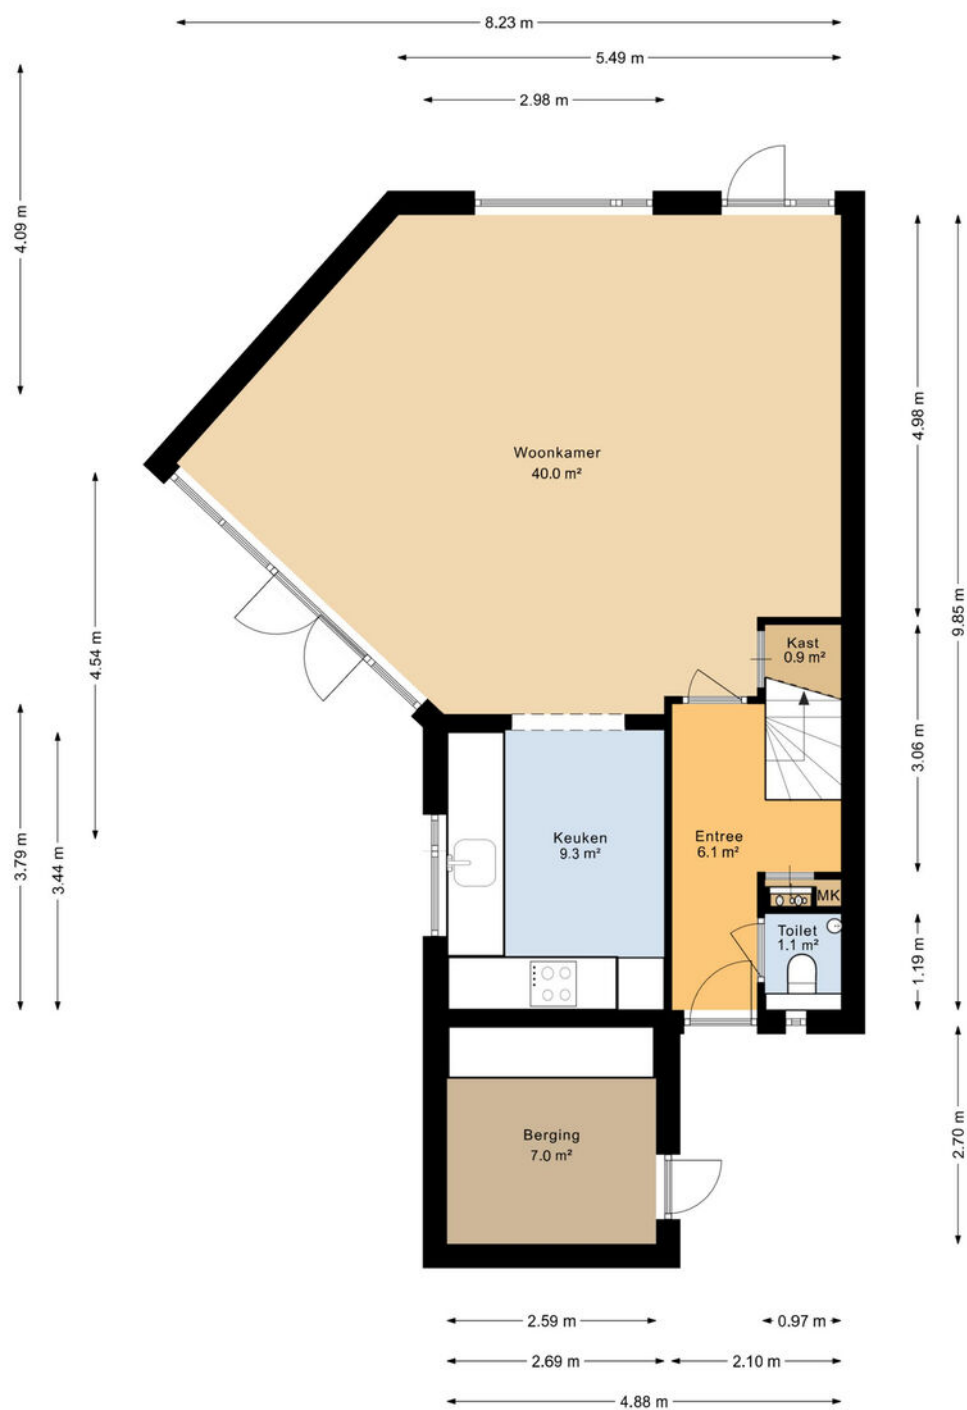 8.23 m
5.49 m
2.98 m
4.09 m
4.98 m
Woonkamer
40.0 m²
9.85 m
4.54 m
Kast
0.9 m²
3.06 m
3.79 m
3.44 m
Keuken
9.3 m²
Entree
6.1 m²
MK
Toilet
1.1 m²
1.19 m
Berging
7.0 m²
2.70 m
2.59 m
0.97 m
2.69 m
2.10 m
4.88 m